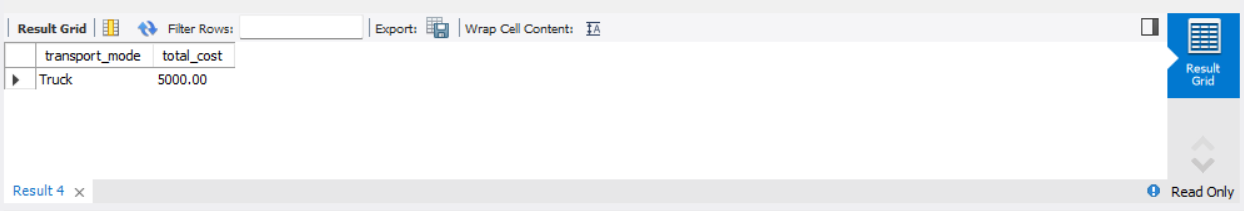 Result Grid Filter Rows: Export: Wrap Cell Content: IA
transport_mode total_cost
Truck 5000.00
Result
Grid
Result 4 × Read Only